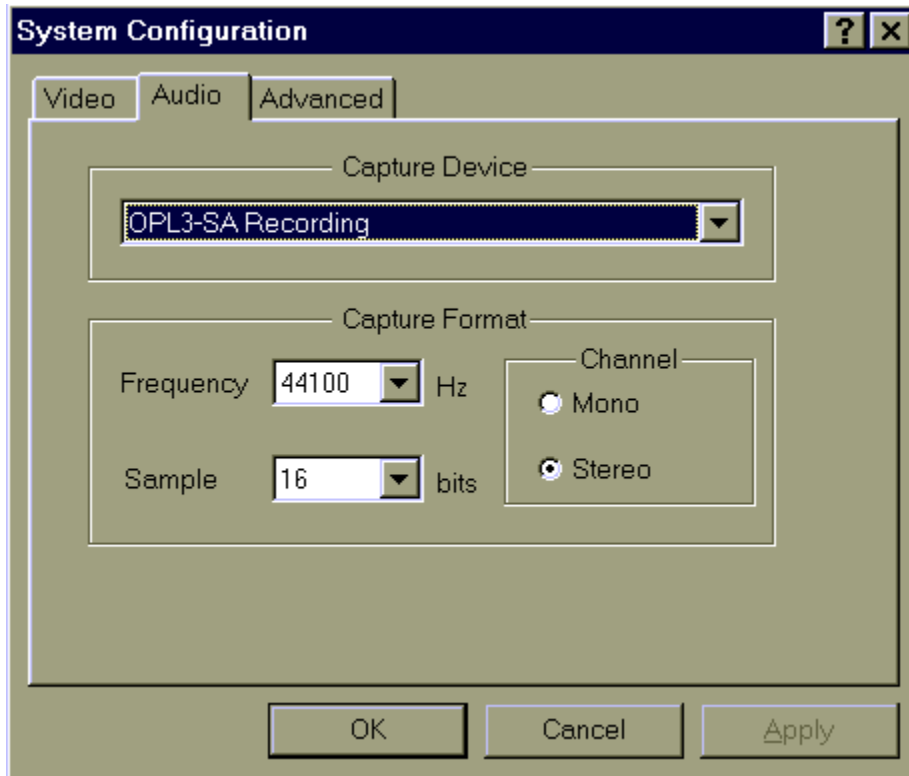 System Configuration
Video Audio Advanced
Capture Device
OPL3-SA Recording
Capture Format
Frequency 44100 Hz
Sample 16 bits
Channel
Mono
Stereo
OK Cancel Apply